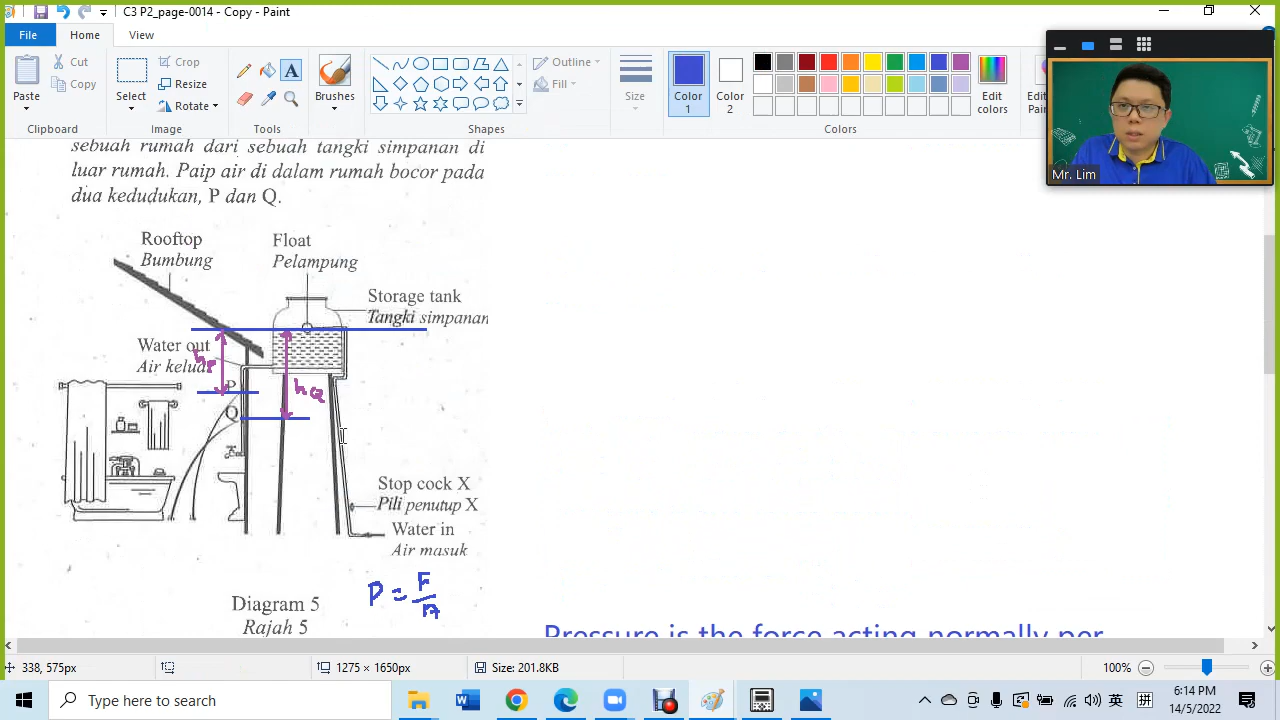 C3 P2_page-0014 - Copy - Paint
File
Home
View
Paste
Cut
Copy
Clipboard
Select
Crop
Resize
Rotate
Image
A
Tools
Brushes
Outline
Fill
Shapes
Size
Color 1
Color 2
Edit colors
Colors
Edit
Pain
Mr. Lim
sebuah rumah dari sebuah tangki simpanan di
luar rumah. Paip air di dalam rumah bocor pada
dua kedudukan, P dan Q.
Rooftop
Bumbung
Float
Pelampung
Storage tank
Tangki simpanan
Water out
Air keluar
hP
P
hQ
Q
Stop cock X
Pili penutup X
Water in
Air masuk
P = F/A
Diagram 5
Rajah 5
Pressure is the force acting normally per
338, 575px
1275 × 1650px
Size: 201.8KB
100%
Type here to search
英
拼
6:14 PM
14/5/2022